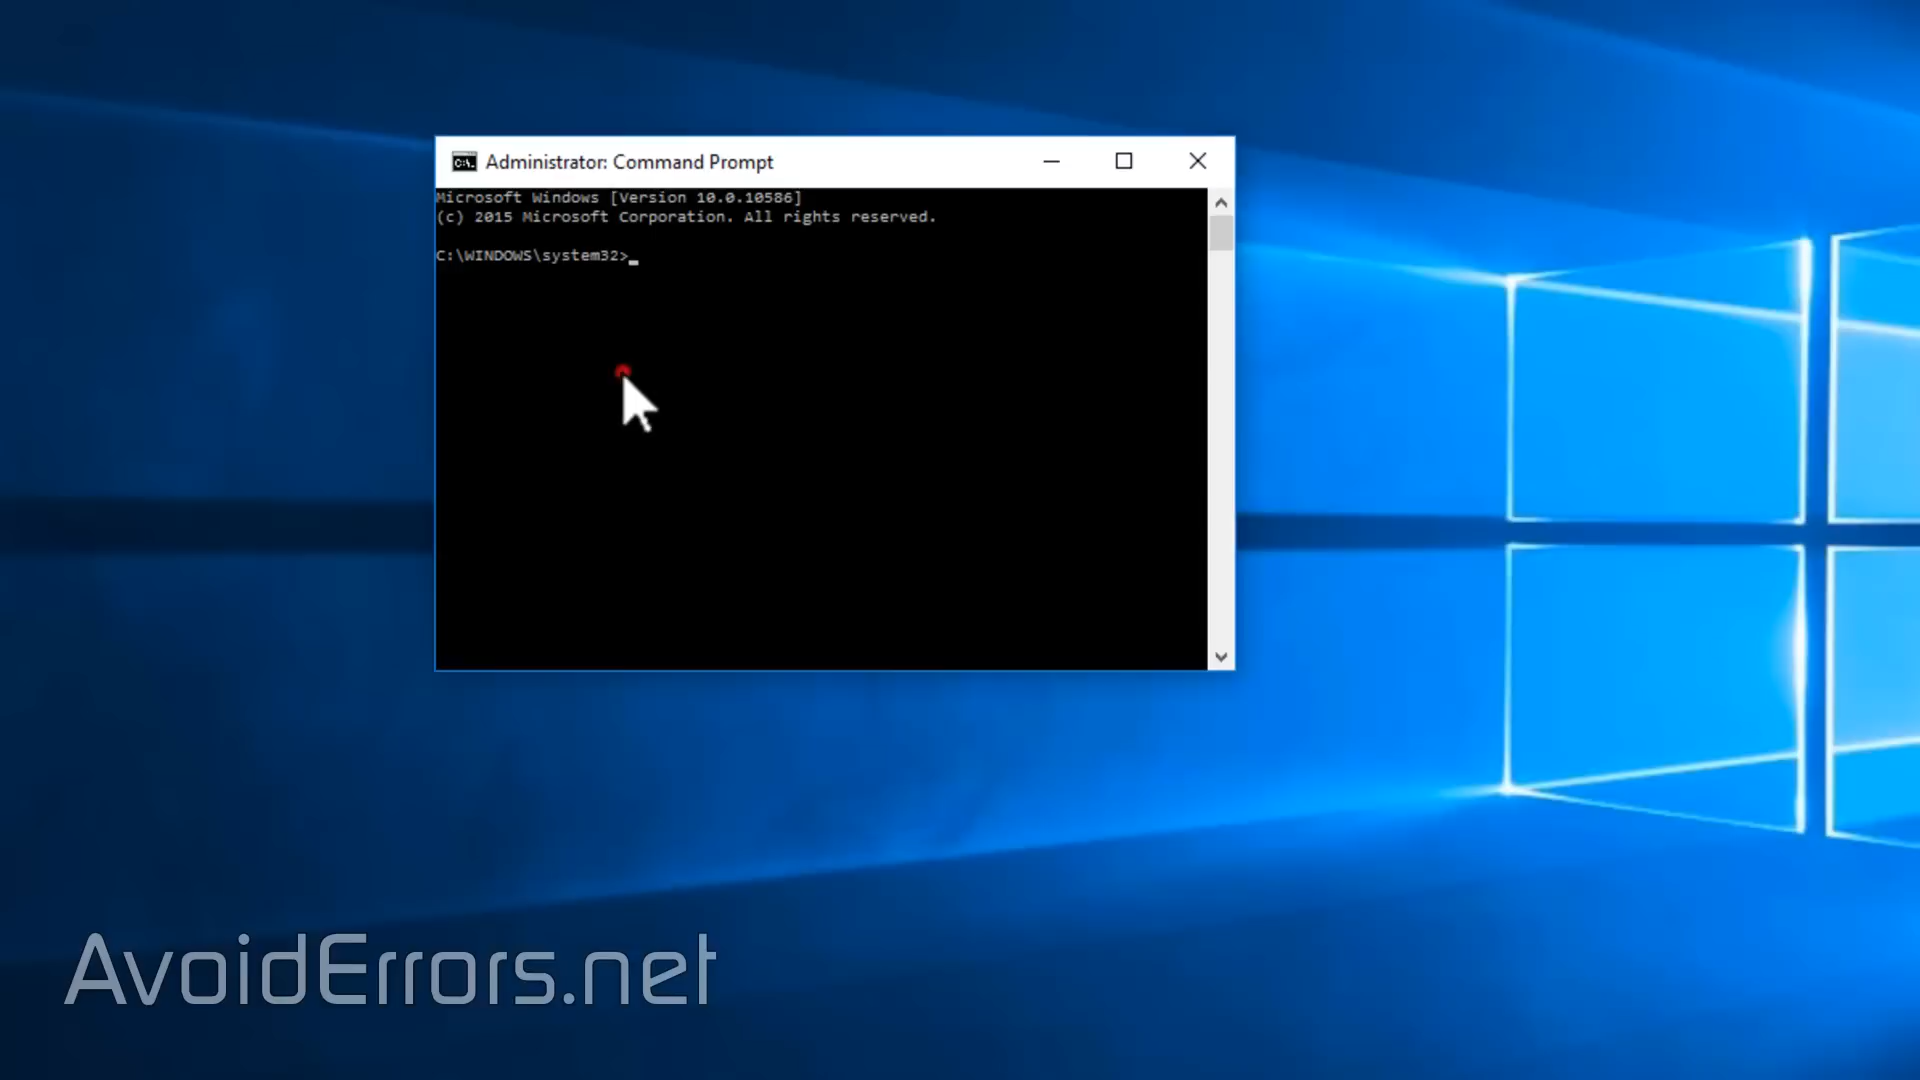 Administrator: Command Prompt
Microsoft Windows [Version 10.0.10586]
(c) 2015 Microsoft Corporation. All rights reserved.
C:\WINDOWS\system32>_
AvoidErrors.net